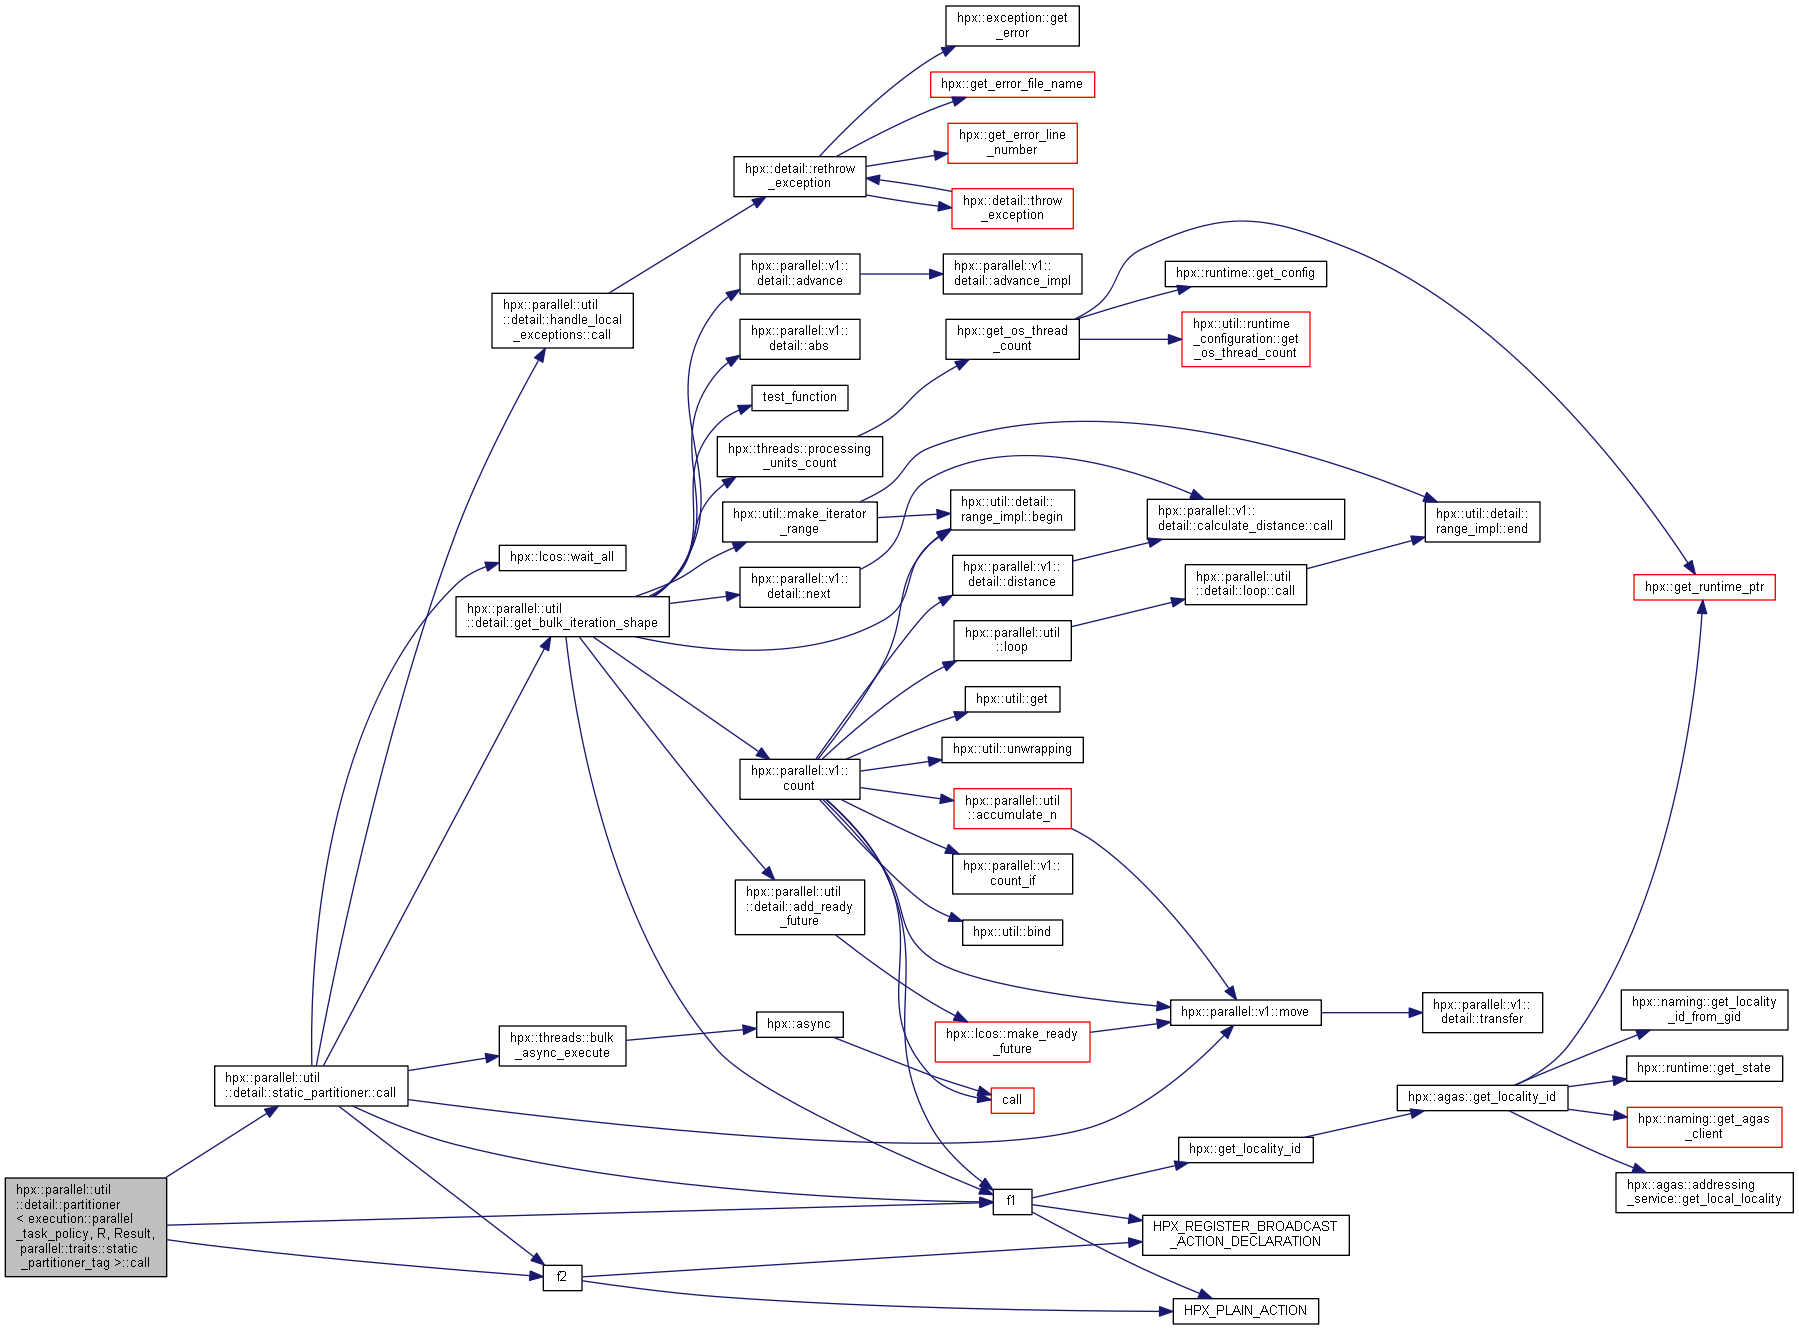 hpx::exception::get
_error
hpx::get_error_file_name
hpx::get_error_line
_number
hpx::detail::rethrow
_exception
hpx::detail::throw
_exception
hpx::parallel::v1::
detail::advance
hpx::parallel::v1::
detail::advance_impl
hpx::runtime::get_config
hpx::parallel::util
::detail::handle_local
_exceptions::call
hpx::parallel::v1::
detail::abs
hpx::get_os_thread
_count
hpx::util::runtime
_configuration::get
_os_thread_count
test_function
hpx::threads::processing
_units_count
hpx::util::make_iterator
_range
hpx::util::detail::
range_impl::begin
hpx::parallel::v1::
detail::calculate_distance::call
hpx::util::detail::
range_impl::end
hpx::lcos::wait_all
hpx::parallel::v1::
detail::next
hpx::parallel::v1::
detail::distance
hpx::parallel::util
::detail::loop::call
hpx::get_runtime_ptr
hpx::parallel::util
::detail::get_bulk_iteration_shape
hpx::parallel::util
::loop
hpx::util::get
hpx::util::unwrapping
hpx::parallel::v1::
count
hpx::parallel::util
::accumulate_n
hpx::parallel::v1::
count_if
hpx::parallel::util
::detail::add_ready
_future
hpx::util::bind
hpx::parallel::v1::move
hpx::parallel::v1::
detail::transfer
hpx::naming::get_locality
_id_from_gid
hpx::async
hpx::threads::bulk
_async_execute
hpx::lcos::make_ready
_future
hpx::runtime::get_state
hpx::parallel::util
::detail::static_partitioner::call
call
hpx::agas::get_locality_id
hpx::naming::get_agas
_client
hpx::get_locality_id
hpx::agas::addressing
_service::get_local_locality
hpx::parallel::util
::detail::partitioner
< execution::parallel
_task_policy, R, Result,
parallel::traits::static
_partitioner_tag >::call
f1
HPX_REGISTER_BROADCAST
_ACTION_DECLARATION
f2
HPX_PLAIN_ACTION